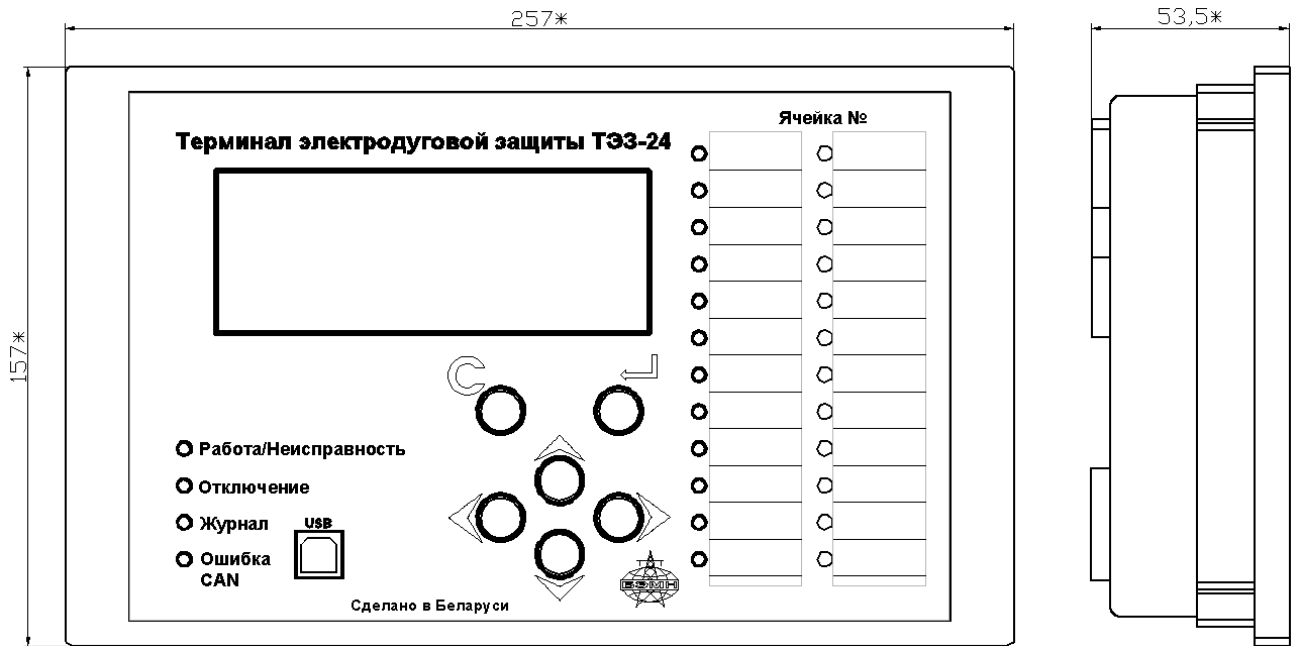 257*
53,5*
Ячейка №
Терминал электродуговой защиты ТЭЗ-24
157*
C
Работа/Неисправность
Отключение
Журнал
USB
Ошибка
CAN
БЭМН
Сделано в Беларуси